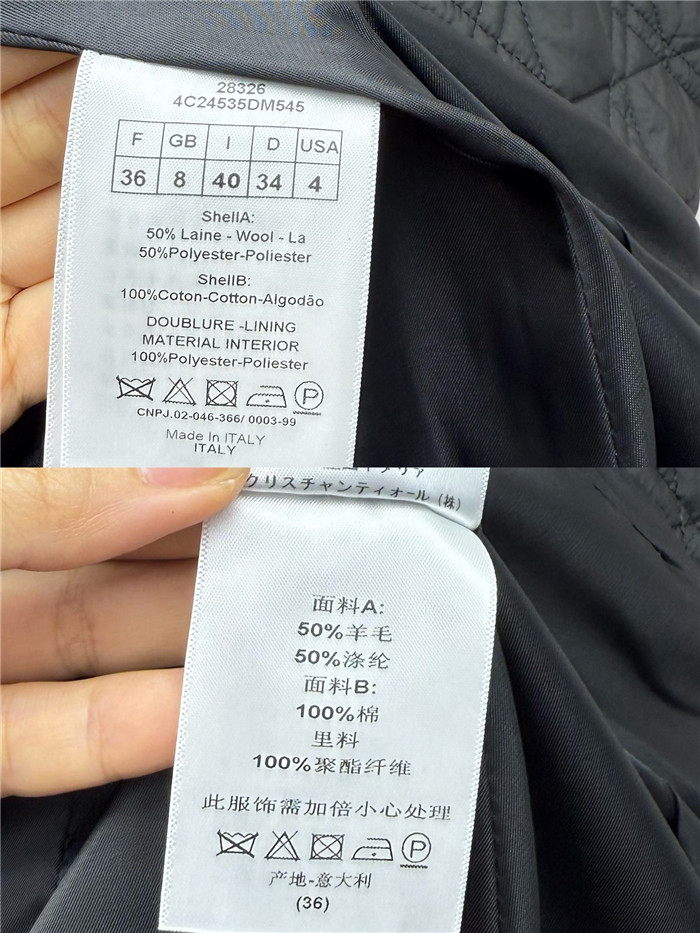 28326
4C24535DM545
F GB I D USA
36 8 40 34 4
ShellA:
50% Laine - Wool - La
50%Polyester-Poliester
ShellB:
100%Coton-Cotton-Algodão
DOUBLURE -LINING
MATERIAL INTERIOR
100%Polyester-Poliester
P
CNPJ.02-046-366/ 0003-99
Made In ITALY
ITALY
クリスチャンディオール (株)
面料A:
50%羊毛
50%涤纶
面料B:
100%棉
里料
100%聚酯纤维
此服饰需加倍小心处理
P
产地-意大利
(36)